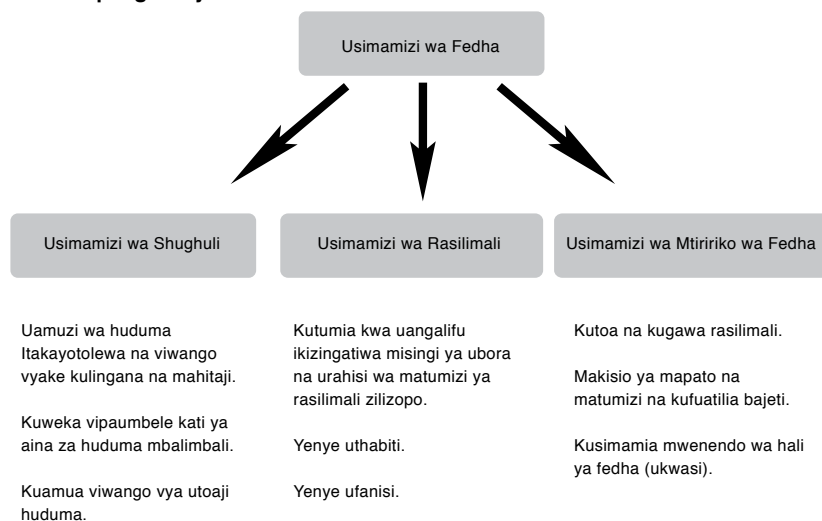 Usimamizi wa Fedha
Usimamizi wa Shughuli
Uamuzi wa huduma
Itakayotolewa na viwango
vyake kulingana na mahitaji.
Kuweka vipaumbele kati ya
aina za huduma mbalimbali.
Kuamua viwango vya utoaji
huduma.
Usimamizi wa Rasilimali
Kutumia kwa uangalifu
ikizingatiwa misingi ya ubora
na urahisi wa matumizi ya
rasilimali zilizopo.
Yenye uthabiti.
Yenye ufanisi.
Usimamizi wa Mtiririko wa Fedha
Kutoa na kugawa rasilimali.
Makisio ya mapato na
matumizi na kufuatilia bajeti.
Kusimamia mwenendo wa hali
ya fedha (ukwasi).